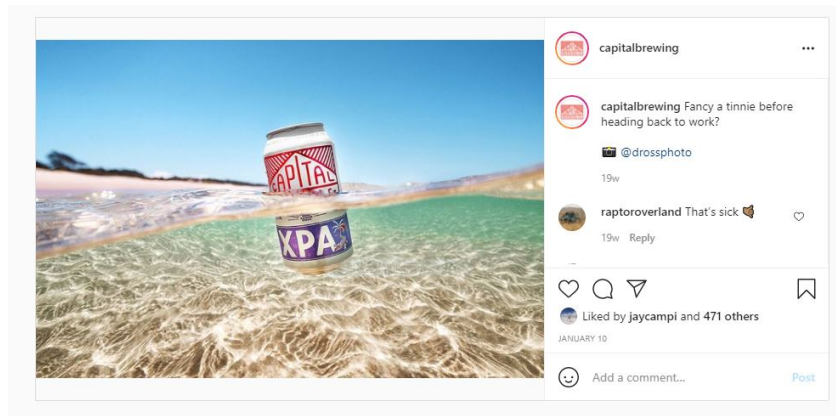 CAPITAL
XPA
capitalbrewing
capitalbrewing Fancy a tinnie before
heading back to work?
@drossphoto
19w
raptoroverland That's sick
19w Reply
Liked by jaycampi and 471 others
JANUARY 10
Add a comment...
Post